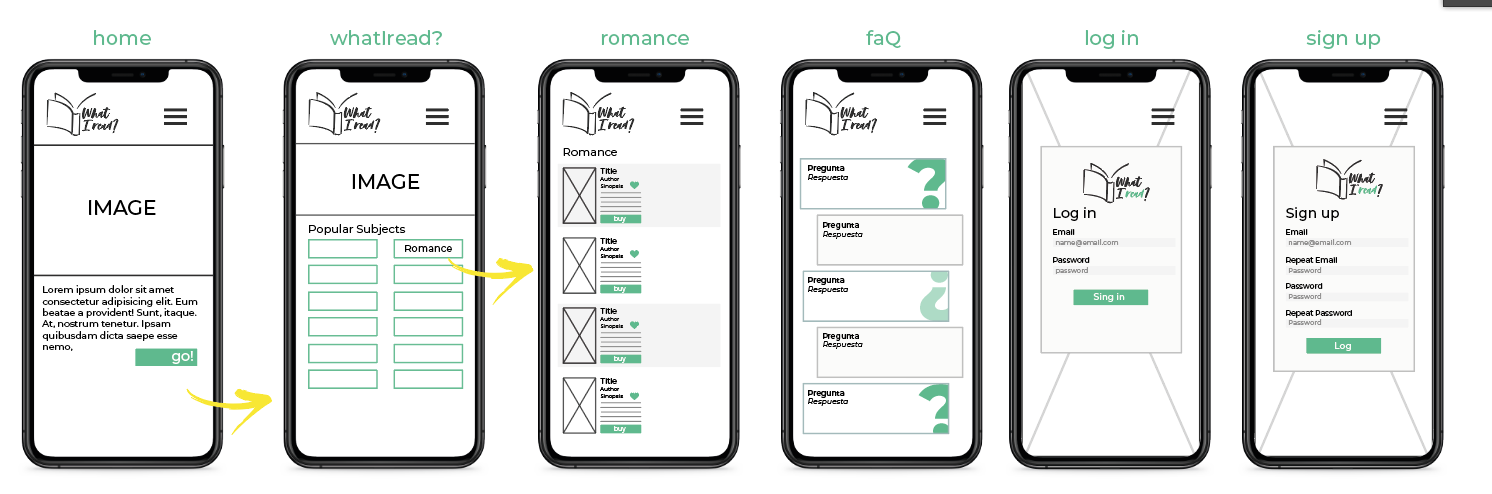 home
What
I read?
IMAGE
Lorem ipsum dolor sit amet
consectetur adipisicing elit. Eum
beatae a provident! Sunt, itaque.
At, nostrum tenetur. Ipsam
quibusdam dicta saepe esse
nemo,
go!
whatIread?
What
I read?
IMAGE
Popular Subjects
Romance
romance
What
I read?
Romance
Title
Author
Sinopsis
buy
Title
Author
Sinopsis
buy
Title
Author
Sinopsis
buy
Title
Author
Sinopsis
buy
faQ
What
I read?
Pregunta
Respuesta
?
Pregunta
Respuesta
Pregunta
Respuesta
¿
Pregunta
Respuesta
Pregunta
Respuesta
?
log in
What
I read?
Log in
Email
name@email.com
Password
password
Sing in
sign up
What
I read?
Sign up
Email
name@email.com
Repeat Email
Password
Password
Password
Repeat Password
Password
Log